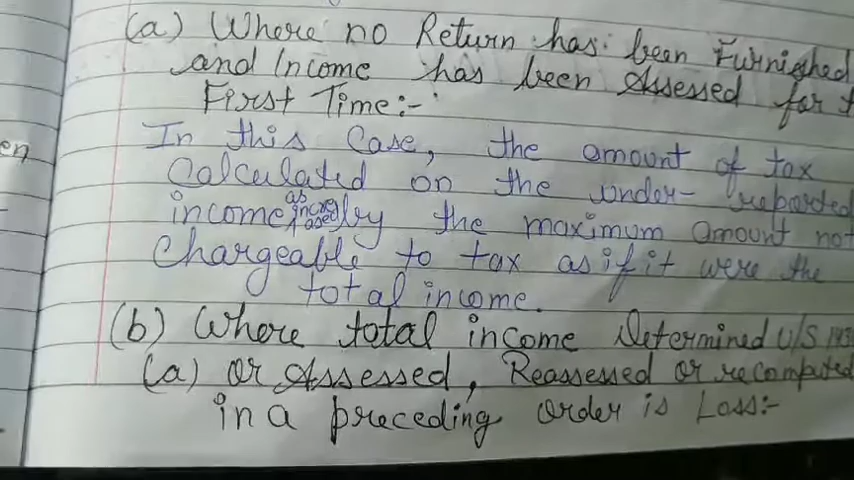 (a) Where no Return has been Furnished
and Income has been Assessed for t
First Time:-
In this Case, the amount of tax
en
Calculated on the under- reported
income as increased by the maximum amount not
Chargeable to tax as if it were the
total income.
(b) Where total income Determined U/S 143
(a) or Assessed, Reassessed or recomputed
in a preceding order is Loss:-